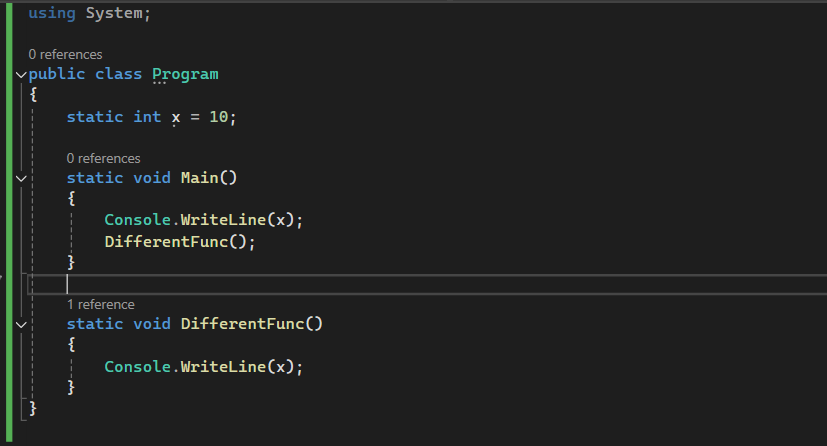 using System;
0 references
public class Program
{
static int x = 10;
0 references
static void Main()
{
Console.WriteLine(x);
DifferentFunc();
}
1 reference
static void DifferentFunc()
{
Console.WriteLine(x);
}
}